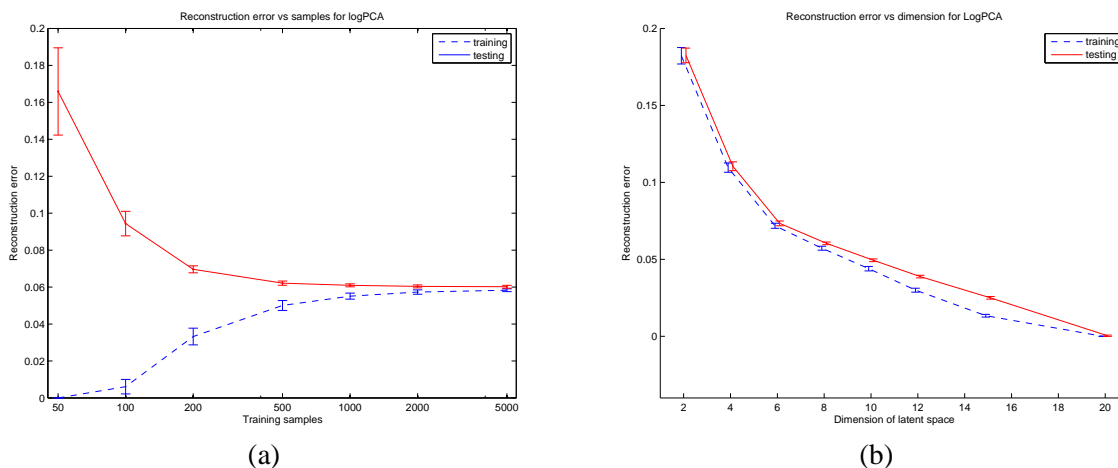 Reconstruction error vs samples for logPCA
0.2
0.18
0.16
0.14
0.12
0.1
0.08
0.06
0.04
0.02
0
Reconstruction error
training
testing
50 100 200 500 1000 2000 5000
Training samples
(a)
Reconstruction error vs dimension for LogPCA
0.2
0.15
0.1
0.05
0
Reconstruction error
training
testing
2 4 6 8 10 12 14 16 18 20
Dimension of latent space
(b)